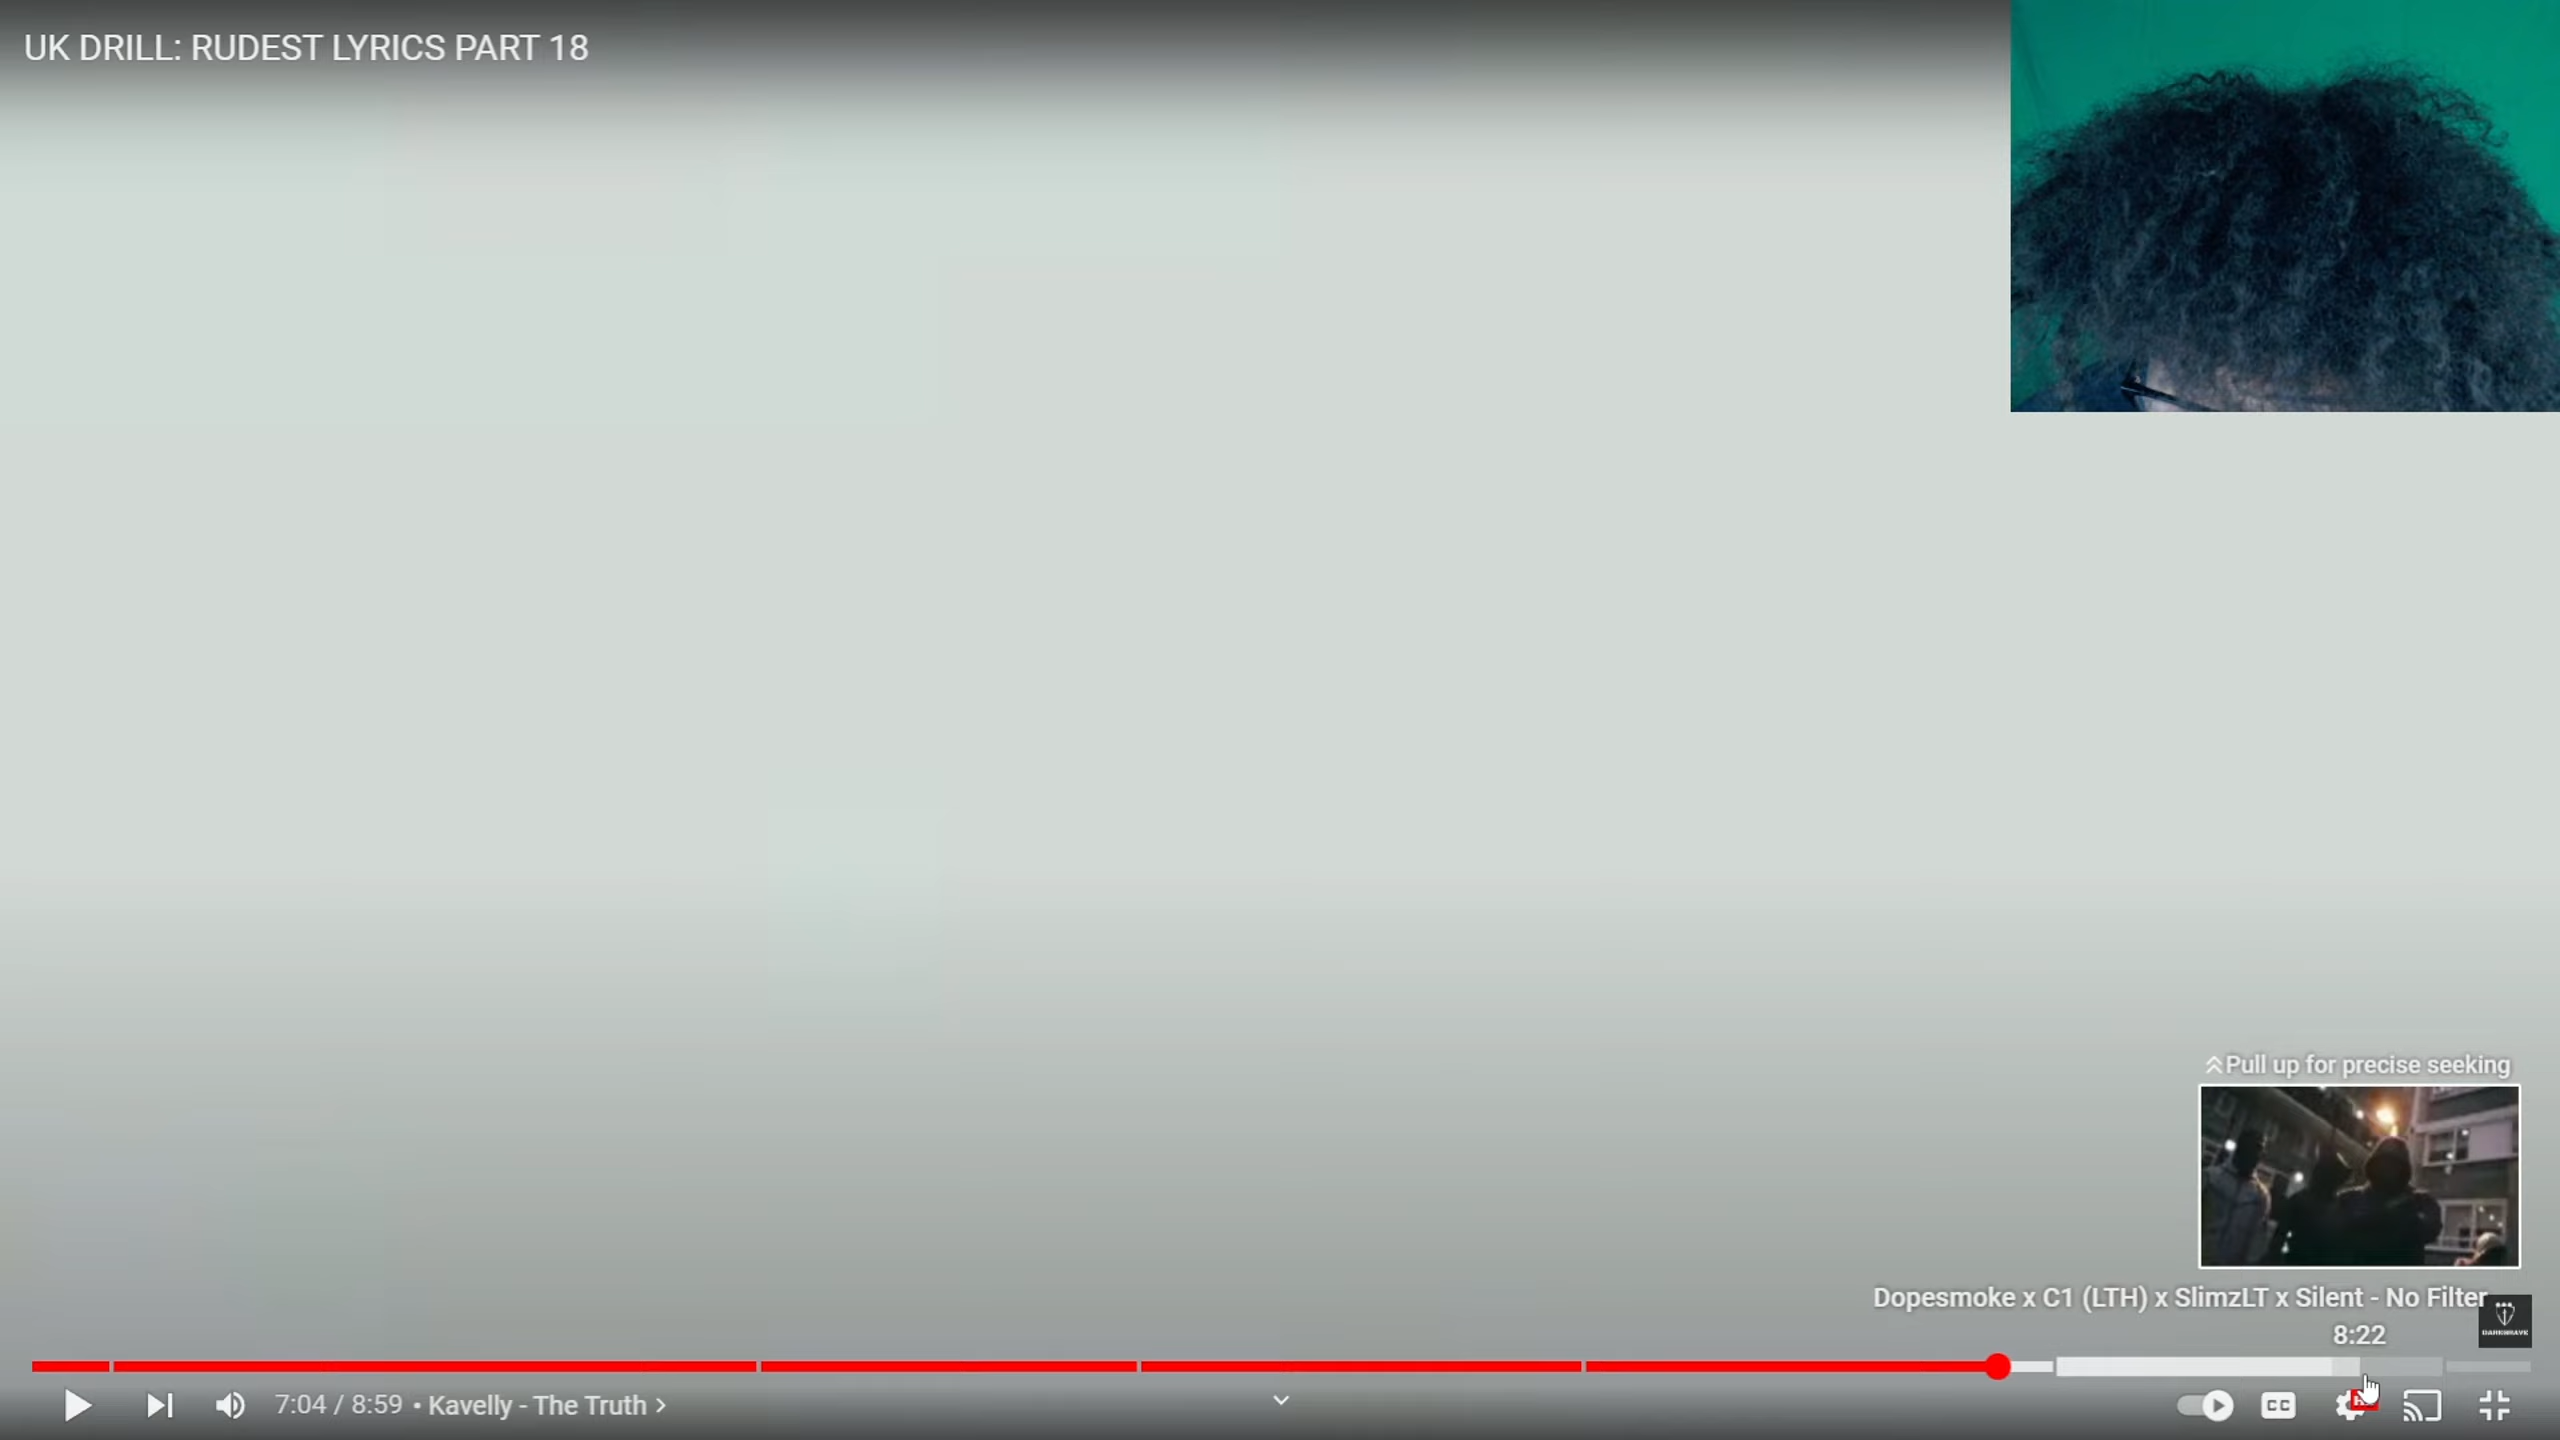 UK DRILL: RUDEST LYRICS PART 18
Pull up for precise seeking
Dopesmoke x C1 (LTH) x SlimzLT x Silent - No Filter
8:22
7:04 / 8:59 • Kavelly - The Truth
CC